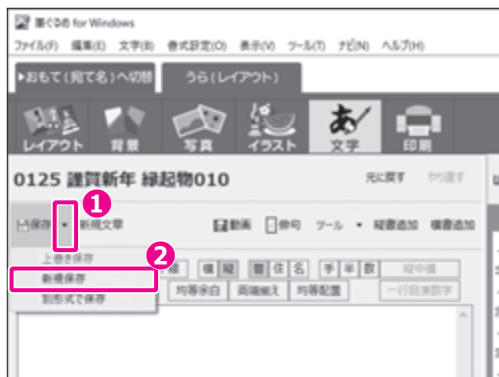 筆ぐるめ for Windows
ファイル(F) 編集(E) 文字(B) 書式設定(O) 表示(V) ツール(T) ナビ(N) ヘルプ(H)
▶おもて(宛て名)へ切替 うら(レイアウト)
レイアウト 背景 写真 イラスト 文字 印刷
0125 謹賀新年 縁起物010 元に戻す やり直す
1
保存 ▼ 新規文章 動画 俳句 ツール ▼ 縦書追加 横書追加
2
上書き保存
新規保存 横 縦 普 住 名 手 半 数 縦中横
別形式で保存 均等余白 両端揃え 均等配置 一行目漢数字